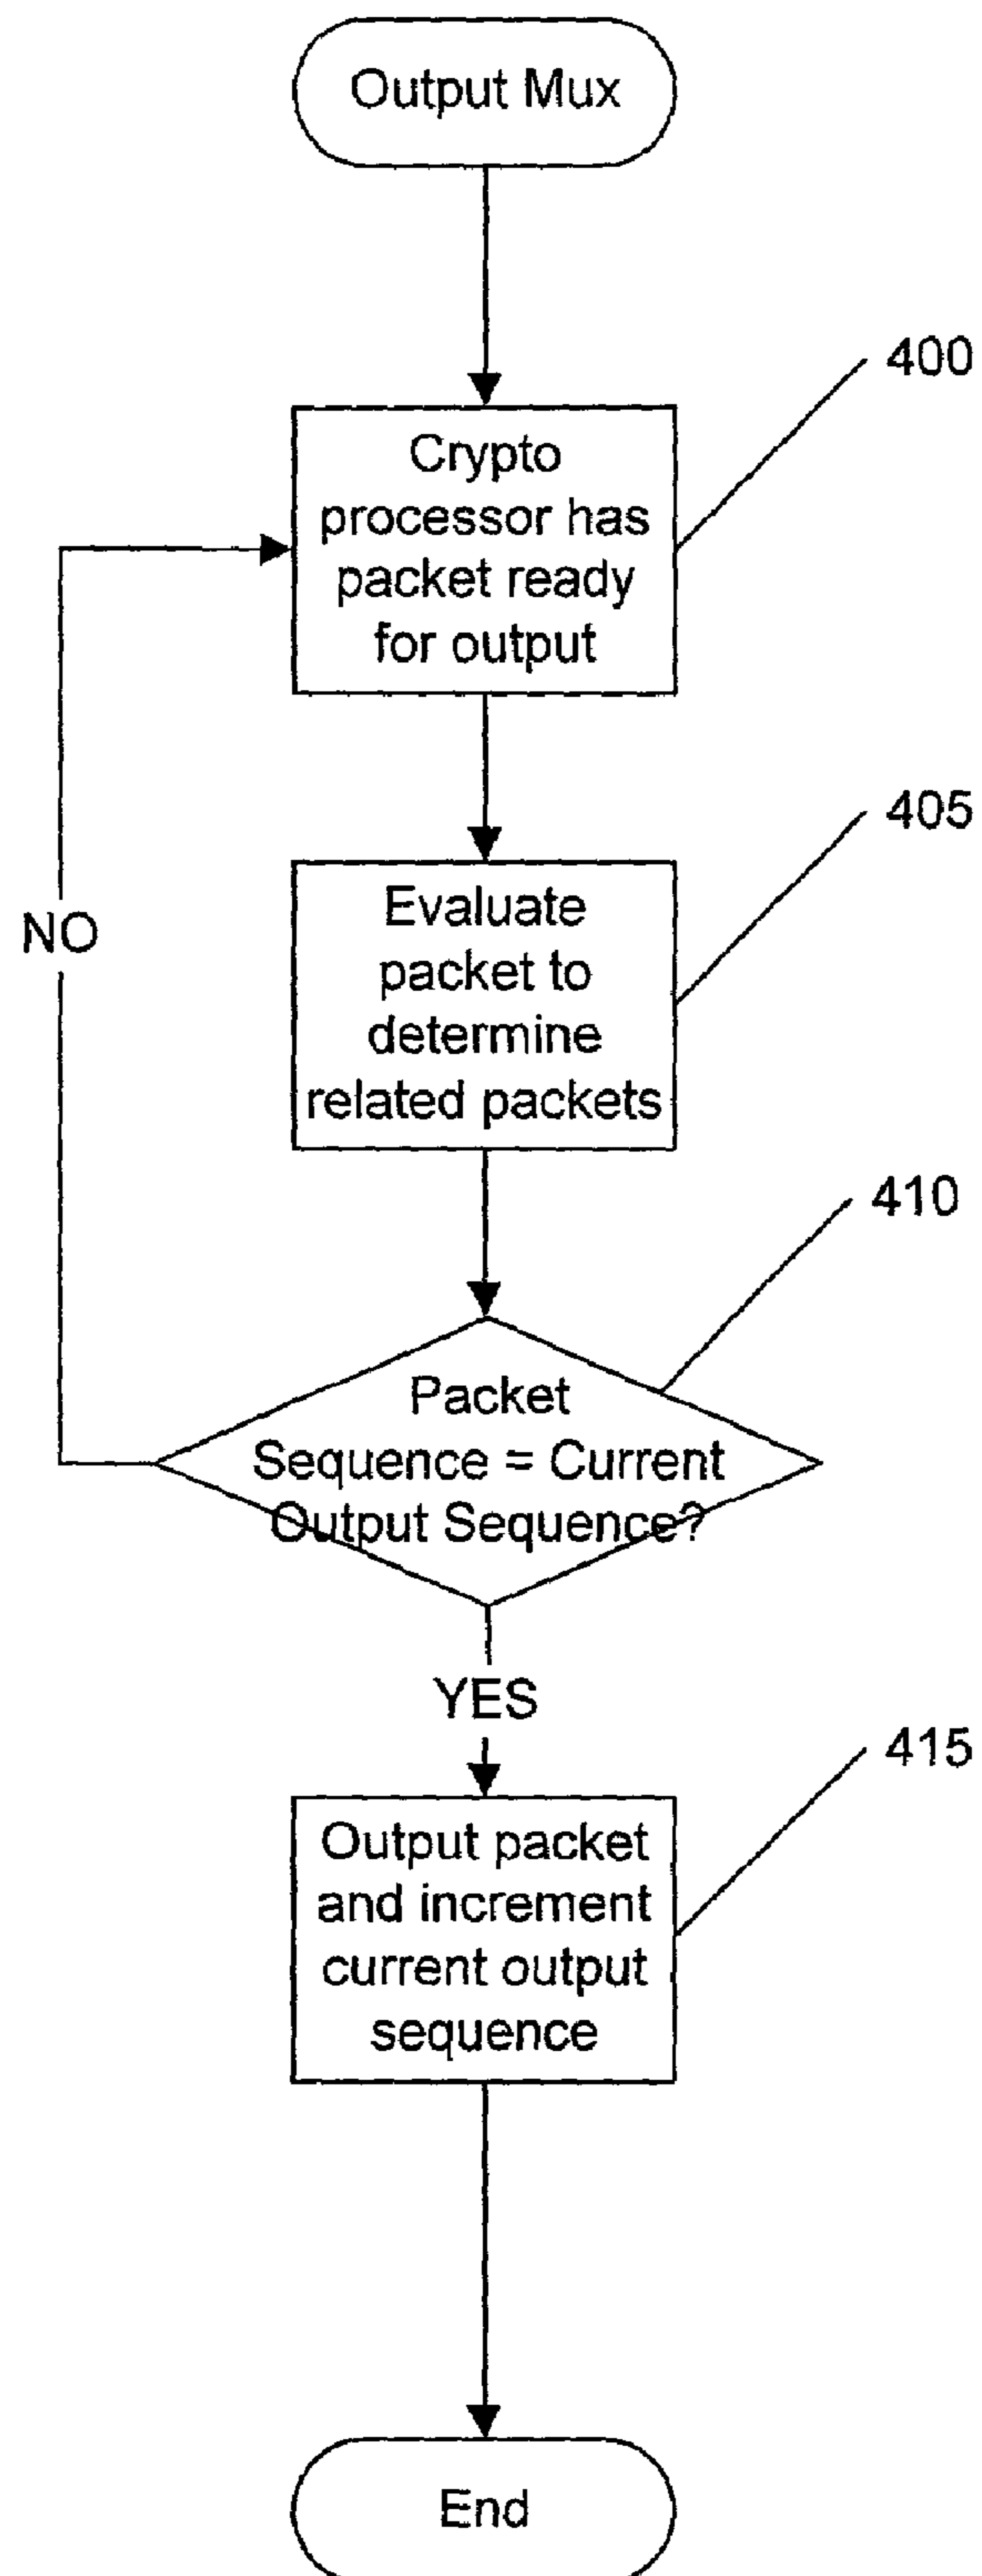 Output Mux
400
Crypto
processor has
packet ready
for output
405
Evaluate
packet to
determine
related packets
NO
410
Packet
Sequence = Current
Output Sequence?
YES
415
Output packet
and increment
current output
sequence
End